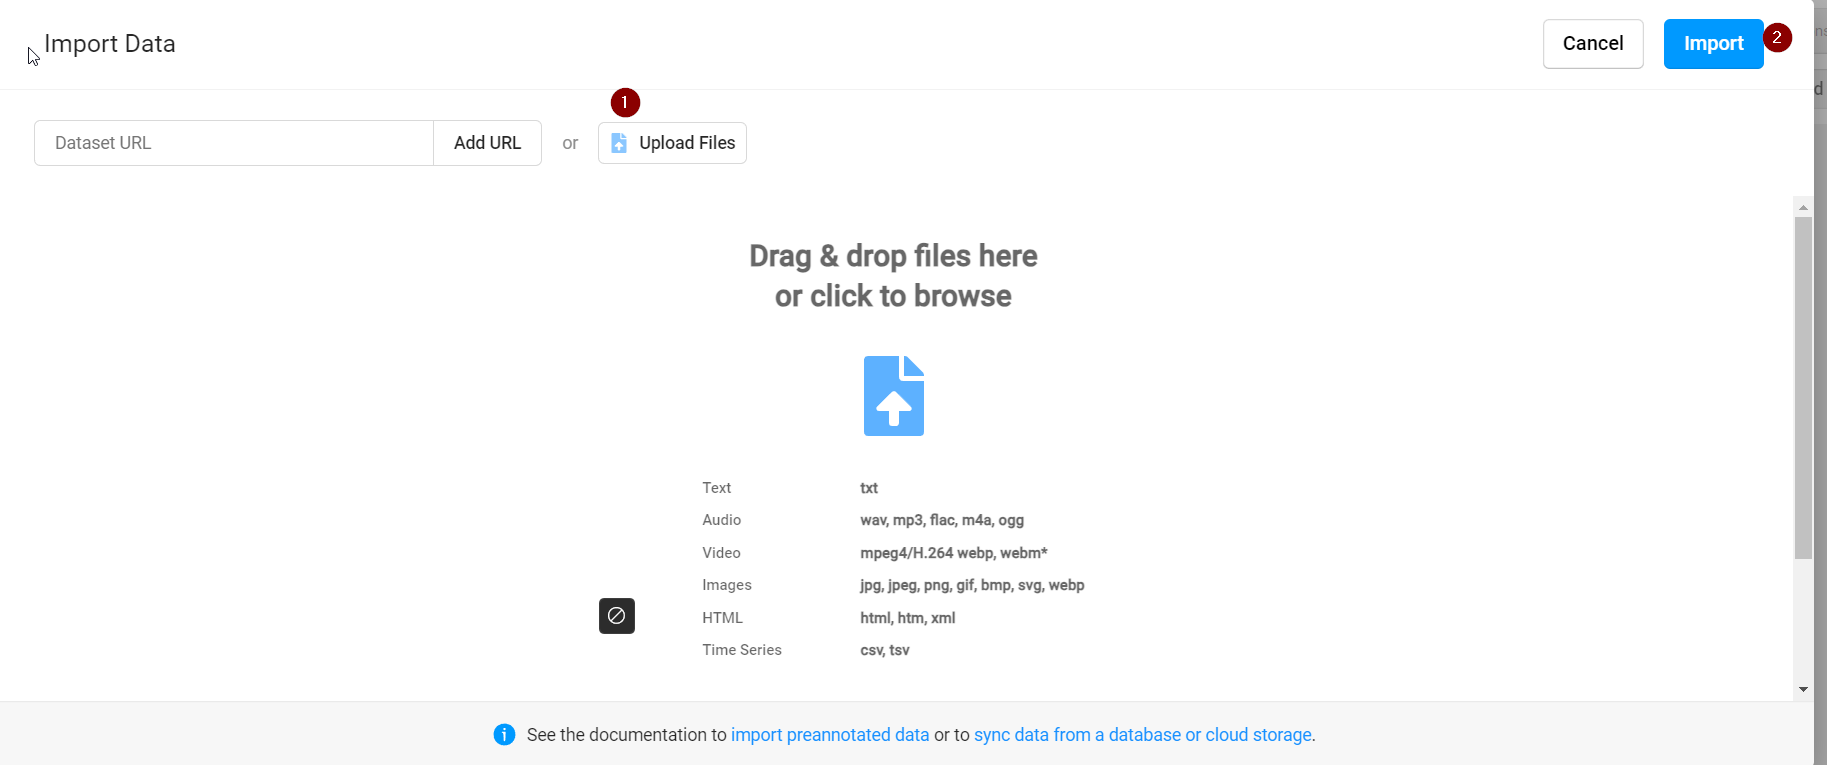 Import Data
Cancel
Import
2
1
Dataset URL
Add URL
or
Upload Files
Drag & drop files here
or click to browse
Text txt
Audio wav, mp3, flac, m4a, ogg
Video mpeg4/H.264 webp, webm*
Images jpg, jpeg, png, gif, bmp, svg, webp
HTML html, htm, xml
Time Series csv, tsv
See the documentation to import preannotated data or to sync data from a database or cloud storage.